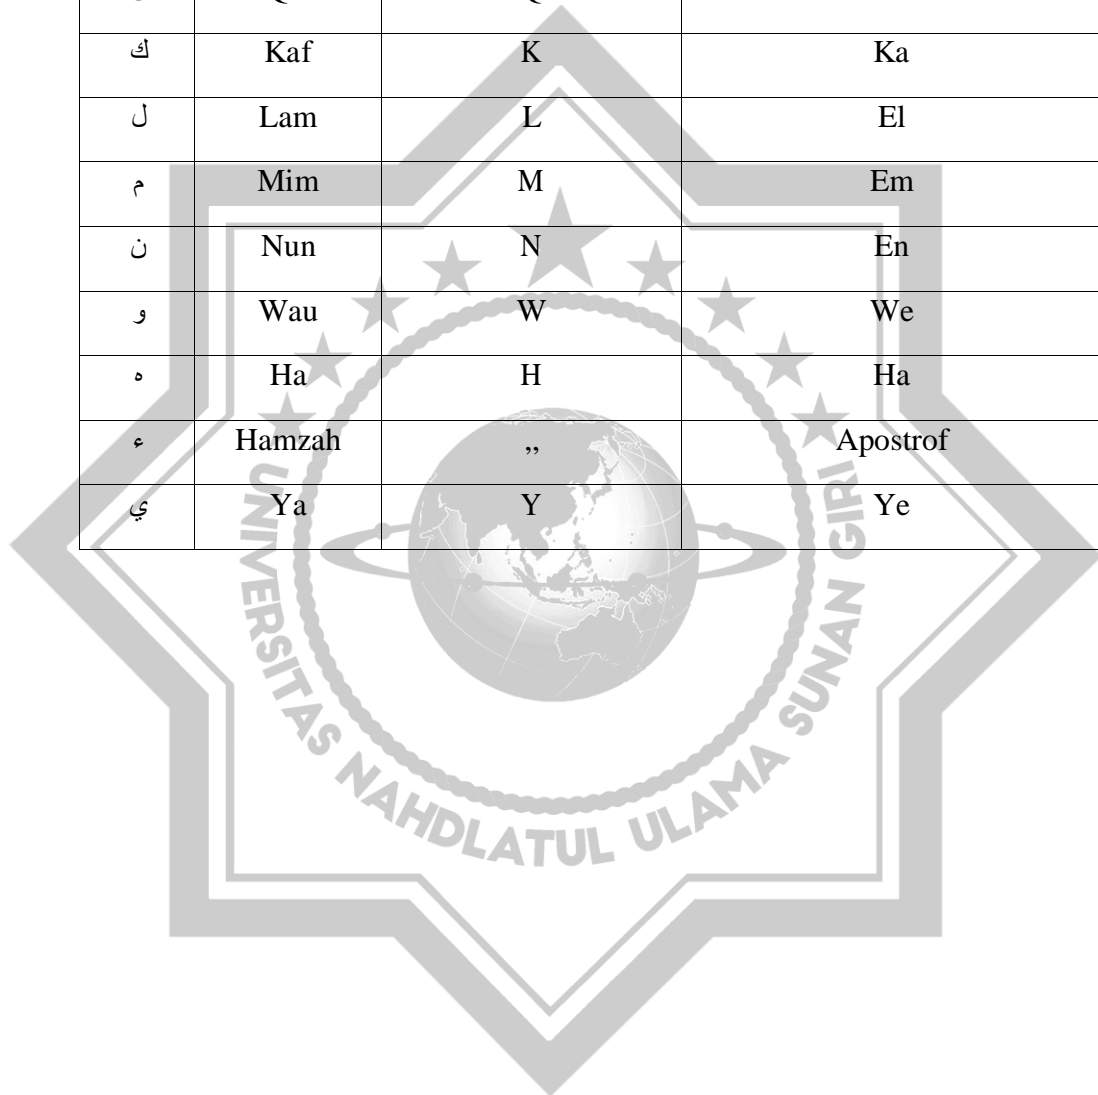 ك Kaf K Ka
ل Lam L El
م Mim M Em
ن Nun N En
و Wau W We
ه Ha H Ha
ء Hamzah ,, Apostrof
ي Ya Y Ye
UNIVERSITAS NAHDLATUL ULAMA SUNAN GIRI